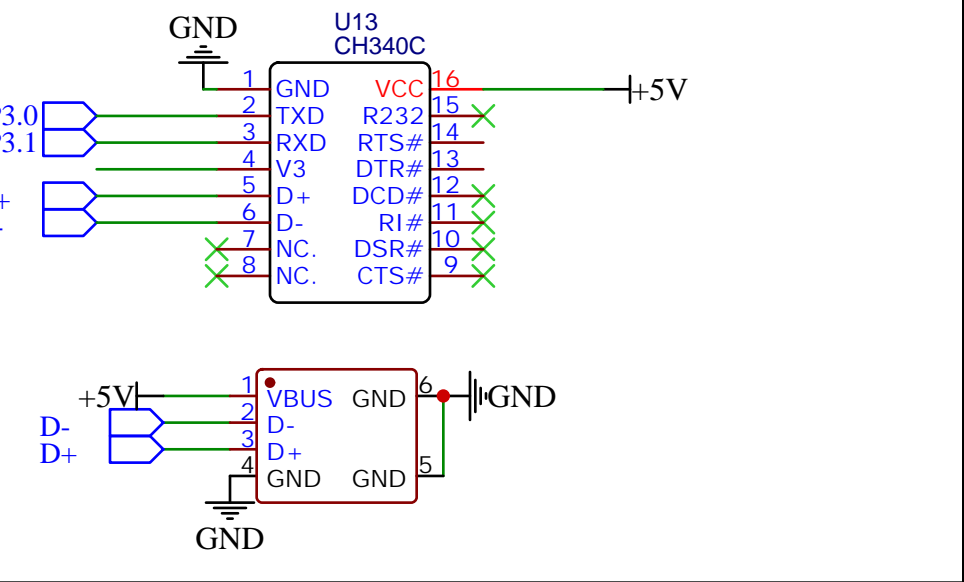 GND
U13
CH340C
1 GND VCC 16 +5V
P3.0 2 TXD R232 15
P3.1 3 RXD RTS# 14
4 V3 DTR# 13
+ 5 D+ DCD# 12
- 6 D- RI# 11
7 NC. DSR# 10
8 NC. CTS# 9
+5V 1 VBUS GND 6 GND
D- 2 D-
D+ 3 D+
4 GND GND 5
GND